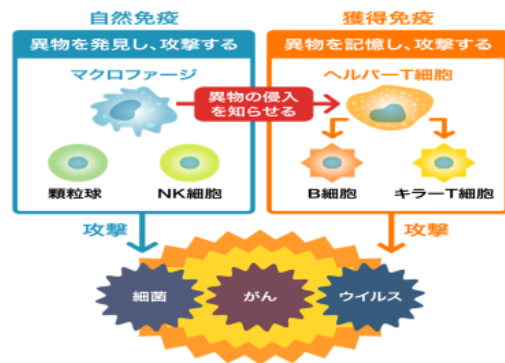 自然免疫
獲得免疫
異物を発見し、攻撃する
異物を記憶し、攻撃する
マクロファージ
ヘルパーT細胞
異物の侵入
を知らせる
顆粒球
NK細胞
B細胞
キラーT細胞
攻撃
攻撃
細菌
がん
ウイルス